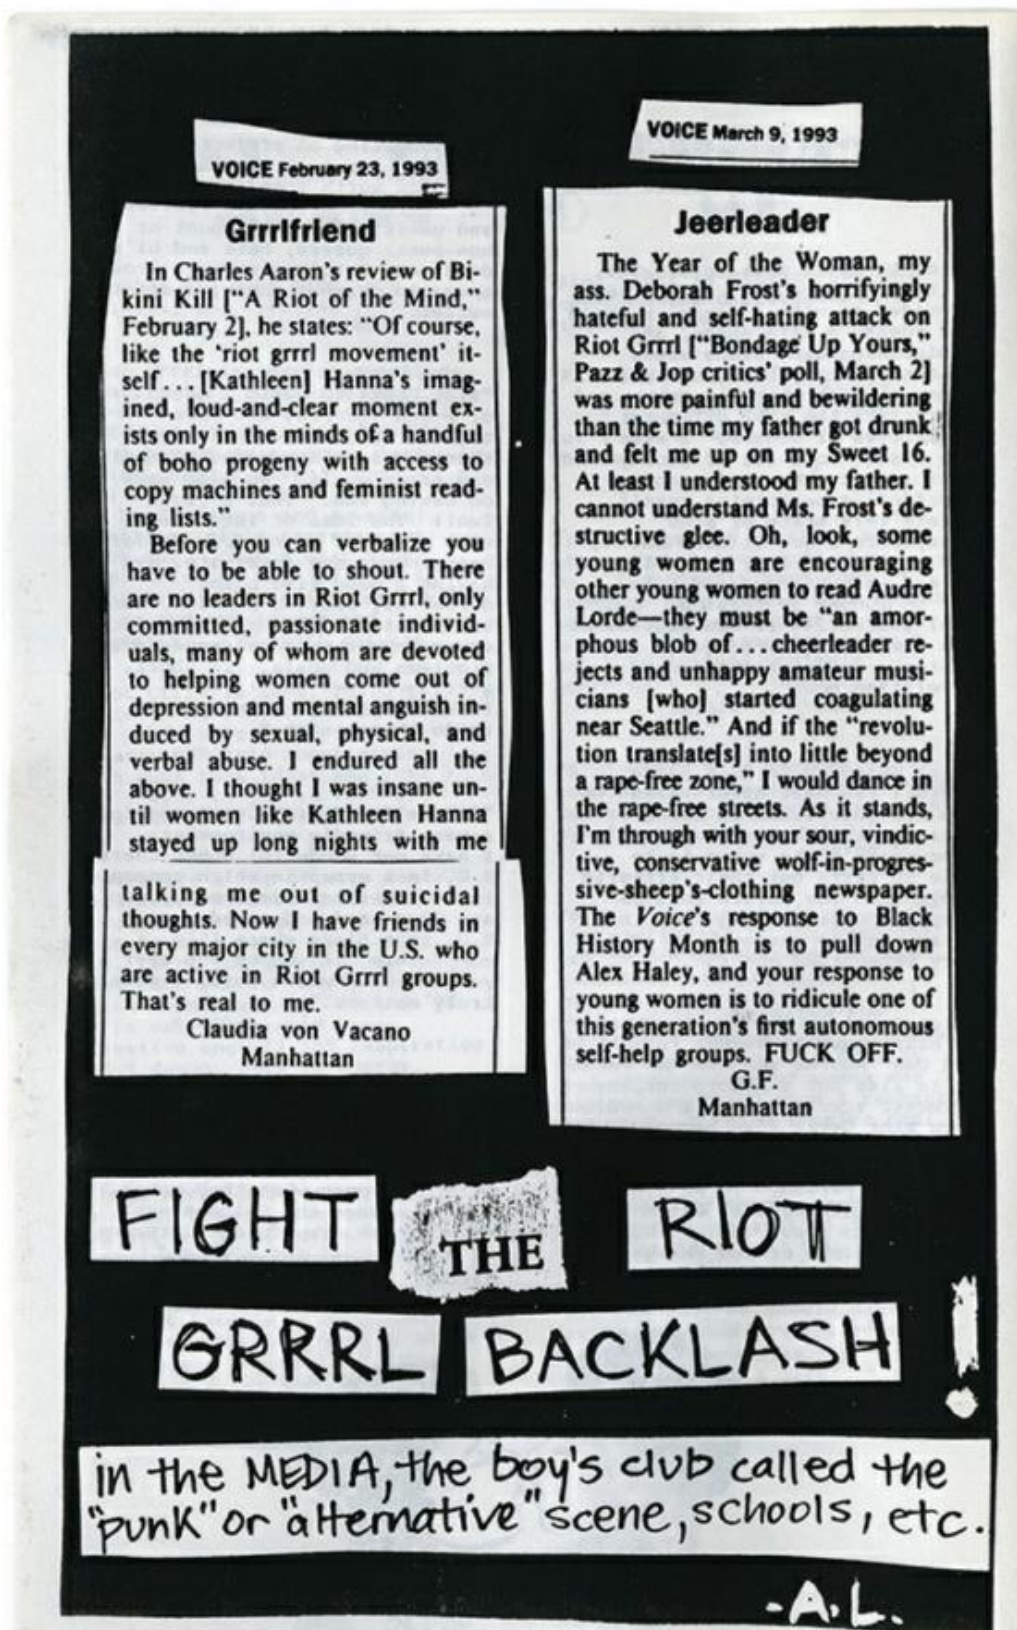 VOICE February 23, 1993
Grrrlfriend
In Charles Aaron's review of Bi-
kini Kill ["A Riot of the Mind,"
February 2], he states: "Of course,
like the 'riot grrrl movement' it-
self... [Kathleen] Hanna's imag-
ined, loud-and-clear moment ex-
ists only in the minds of a handful
of boho progeny with access to
copy machines and feminist read-
ing lists."
Before you can verbalize you
have to be able to shout. There
are no leaders in Riot Grrrl, only
committed, passionate individ-
uals, many of whom are devoted
to helping women come out of
depression and mental anguish in-
duced by sexual, physical, and
verbal abuse. I endured all the
above. I thought I was insane un-
til women like Kathleen Hanna
stayed up long nights with me
talking me out of suicidal
thoughts. Now I have friends in
every major city in the U.S. who
are active in Riot Grrrl groups.
That's real to me.
Claudia von Vacano
Manhattan
VOICE March 9, 1993
Jeerleader
The Year of the Woman, my
ass. Deborah Frost's horrifyingly
hateful and self-hating attack on
Riot Grrrl ["Bondage Up Yours,"
Pazz & Jop critics' poll, March 2]
was more painful and bewildering
than the time my father got drunk
and felt me up on my Sweet 16.
At least I understood my father. I
cannot understand Ms. Frost's de-
structive glee. Oh, look, some
young women are encouraging
other young women to read Audre
Lorde—they must be "an amor-
phous blob of... cheerleader re-
jects and unhappy amateur musi-
cians [who] started coagulating
near Seattle." And if the "revolu-
tion translate[s] into little beyond
a rape-free zone," I would dance in
the rape-free streets. As it stands,
I'm through with your sour, vindic-
tive, conservative wolf-in-progres-
sive-sheep's-clothing newspaper.
The Voice's response to Black
History Month is to pull down
Alex Haley, and your response to
young women is to ridicule one of
this generation's first autonomous
self-help groups. FUCK OFF.
G.F.
Manhattan
FIGHT THE RIOT
GRRRL BACKLASH!
in the MEDIA, the boy's club called the
"punk" or "alternative" scene, schools, etc.
-A.L.